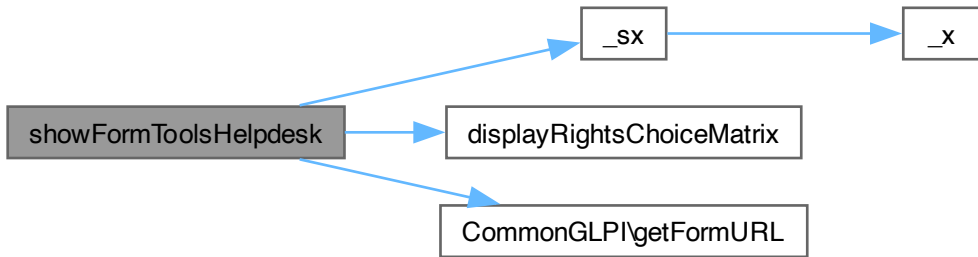 _sx
_x
showFormToolsHelpdesk
displayRightsChoiceMatrix
CommonGLPI\getFormURL